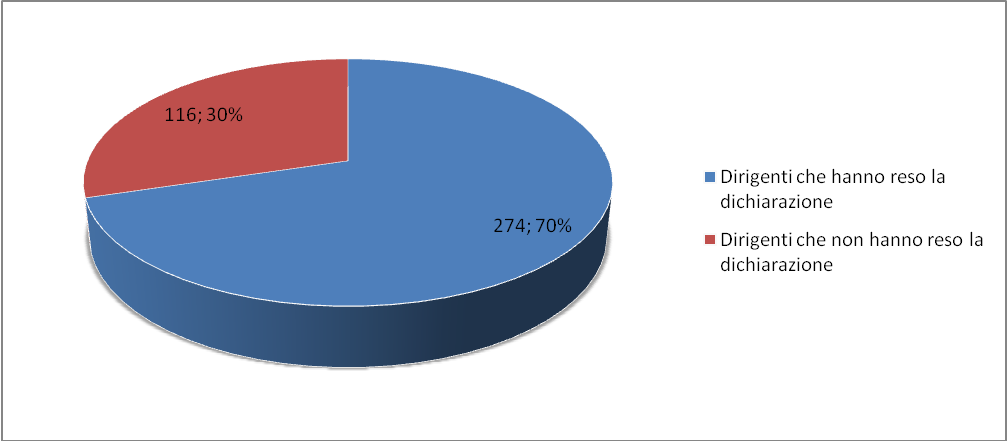 116; 30%
274; 70%
Dirigenti che hanno reso la
dichiarazione
Dirigenti che non hanno reso la
dichiarazione